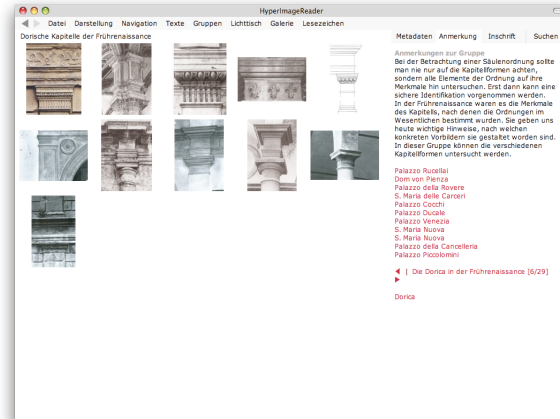 HyperImageReader
Datei Darstellung Navigation Texte Gruppen Lichttisch Galerie Lesezeichen
Dorische Kapitelle der Frührenaissance
Metadaten Anmerkung Inschrift Suchen
Anmerkungen zur Gruppe
Bei der Betrachtung einer Säulenordnung sollte
man nie nur auf die Kapitellformen achten,
sondern alle Elemente der Ordnung auf ihre
Merkmale hin untersuchen. Erst dann kann eine
sichere Identifikation vorgenommen werden.
In der Frührenaissance waren es die Merkmale
des Kapitells, nach denen die Ordnungen im
Wesentlichen bestimmt wurden. Sie geben uns
heute wichtige Hinweise, nach welchen
konkreten Vorbildern sie gestaltet worden sind.
In dieser Gruppe können die verschiedenen
Kapitellformen untersucht werden.
Palazzo Rucellai
Dom von Pienza
Palazzo della Rovere
S. Maria delle Carceri
Palazzo Cocchi
Palazzo Ducale
Palazzo Venezia
S. Maria Nuova
S. Maria Nuova
Palazzo della Cancelleria
Palazzo Piccolomini
| Die Dorica in der Frührenaissance [6/29]
Dorica